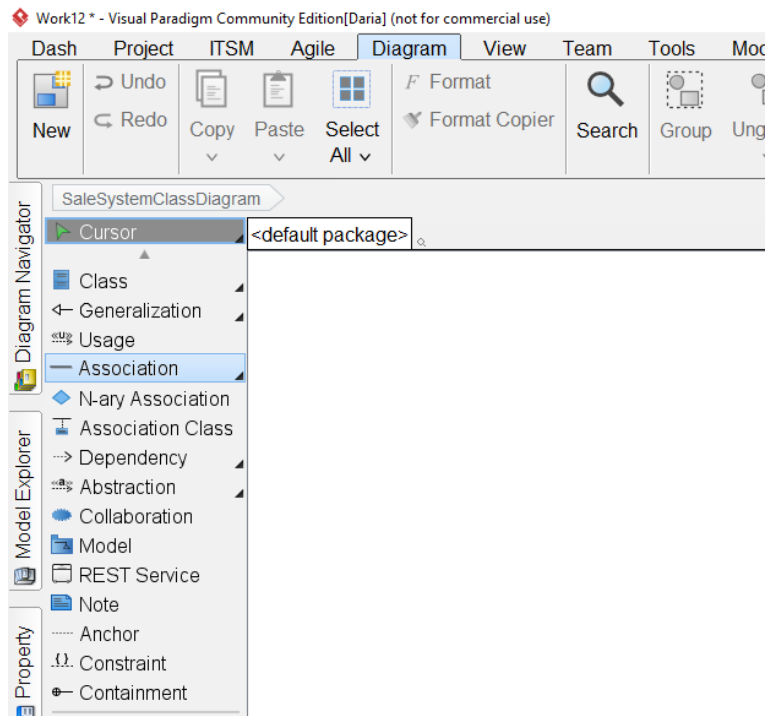 Work12 * - Visual Paradigm Community Edition[Daria] (not for commercial use)
Dash Project ITSM Agile Diagram View Team Tools
New
Undo
Redo
Copy
Paste
Select
All
F Format
Format Copier
Search
Group
SaleSystemClassDiagram
Diagram Navigator
Model Explorer
Property
Cursor
<default package>
Class
Generalization
«u» Usage
Association
N-ary Association
Association Class
Dependency
«a» Abstraction
Collaboration
Model
REST Service
Note
Anchor
{} Constraint
Containment